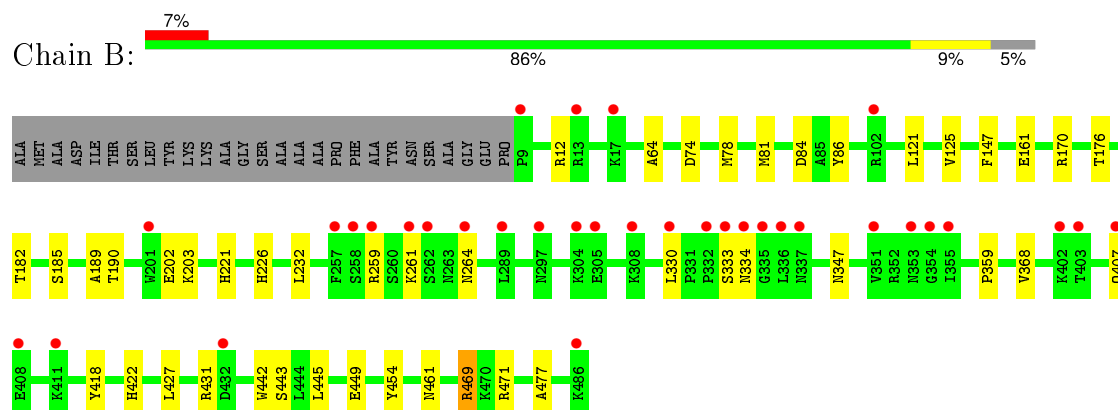 7%
Chain B:
86% 9% 5%
ALA MET ALA ASP ILE THR SER LEU TYR LYS LYS ALA GLY SER ALA ALA ALA PRO PHE ALA TYR ASN SER ALA GLY GLU PRO P9 R12 R13 K17 A64 D74 M78 M81 D84 A85 Y86 R102 L121 V125 F147 E161 R170 T176
T182 S185 A189 T190 W201 E202 K203 H221 H226 L232 F257 S258 R259 S260 K261 S262 N263 N264 L289 N297 K304 E305 K308 L330 P331 P332 S333 N334 G335 L336 N337 N347 V351 R352 N353 G354 I355 P359 V368 K402 T403
E408 K411 Y418 H422 L427 R431 D432 W442 S443 L444 L445 E449 Y454 N461 R469 K470 R471 A477 K486